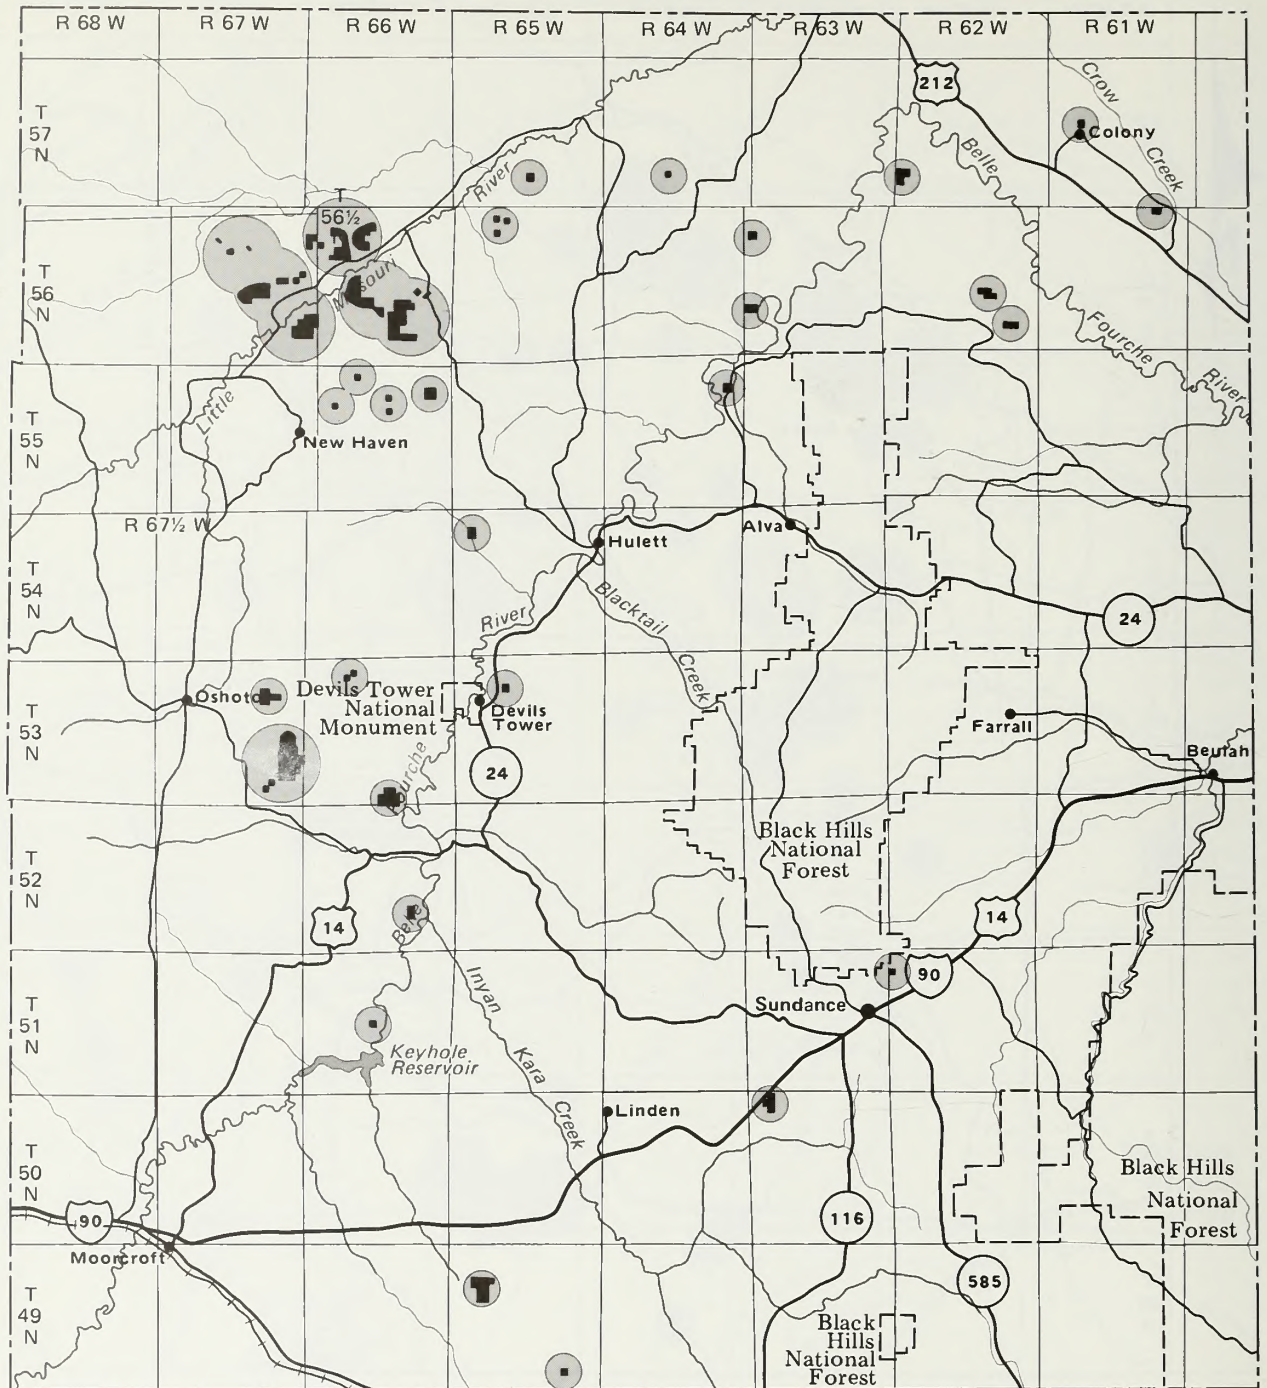 R 68 W
R 67 W
R 66 W
R 65 W
R 64 W
R 63 W
R 62 W
R 61 W
212
Crow
Creek
T
57
N
Colony
Belle
River
T
56½
T
56
N
Missouri
Fourche
River
Little
T
55
N
New Haven
R 67½ W
Alva
Hulett
T
54
N
Blacktail
Creek
River
24
T
53
N
Oshoto
Devils Tower
National
Monument
Devils
Tower
Farrall
Beulah
24
Fourche
T
52
N
Black Hills
National
Forest
14
14
Belle
90
Inyan
Kara
Creek
Sundance
T
51
N
Keyhole
Reservoir
Linden
T
50
N
Black Hills
National
Forest
90
116
Moorcroft
585
T
49
N
Black
Hills
National
Forest